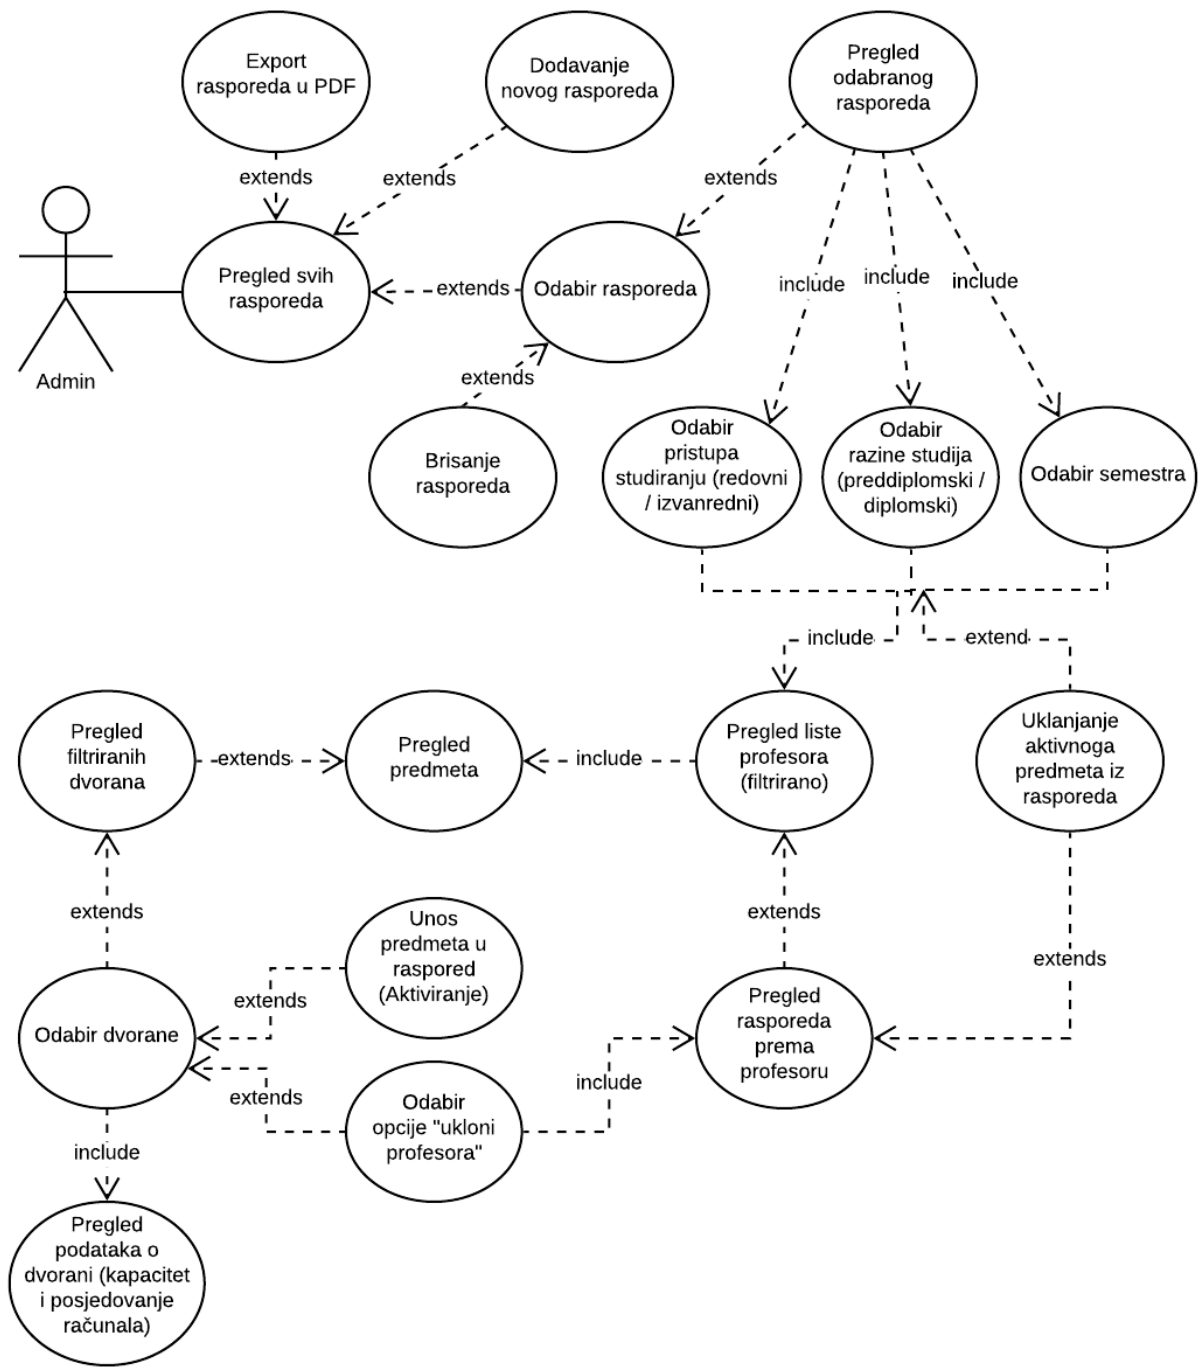 Export
rasporeda u PDF
Dodavanje
novog rasporeda
Pregled
odabranog
rasporeda
extends
extends
extends
Pregled svih
rasporeda
extends
Odabir rasporeda
include
include
include
Admin
extends
Brisanje
rasporeda
Odabir
pristupa
studiranju (redovni
/ izvanredni)
Odabir
razine studija
(preddiplomski /
diplomski)
Odabir semestra
include
extend
Pregled
filtriranih
dvorana
extends
Pregled
predmeta
include
Pregled liste
profesora
(filtrirano)
Uklanjanje
aktivnoga
predmeta iz
rasporeda
extends
Unos
predmeta u
raspored
(Aktiviranje)
extends
extends
Odabir dvorane
extends
Pregled
rasporeda
prema
profesoru
extends
Odabir
opcije "ukloni
profesora"
include
include
Pregled
podataka o
dvorani (kapacitet
i posjedovanje
računala)